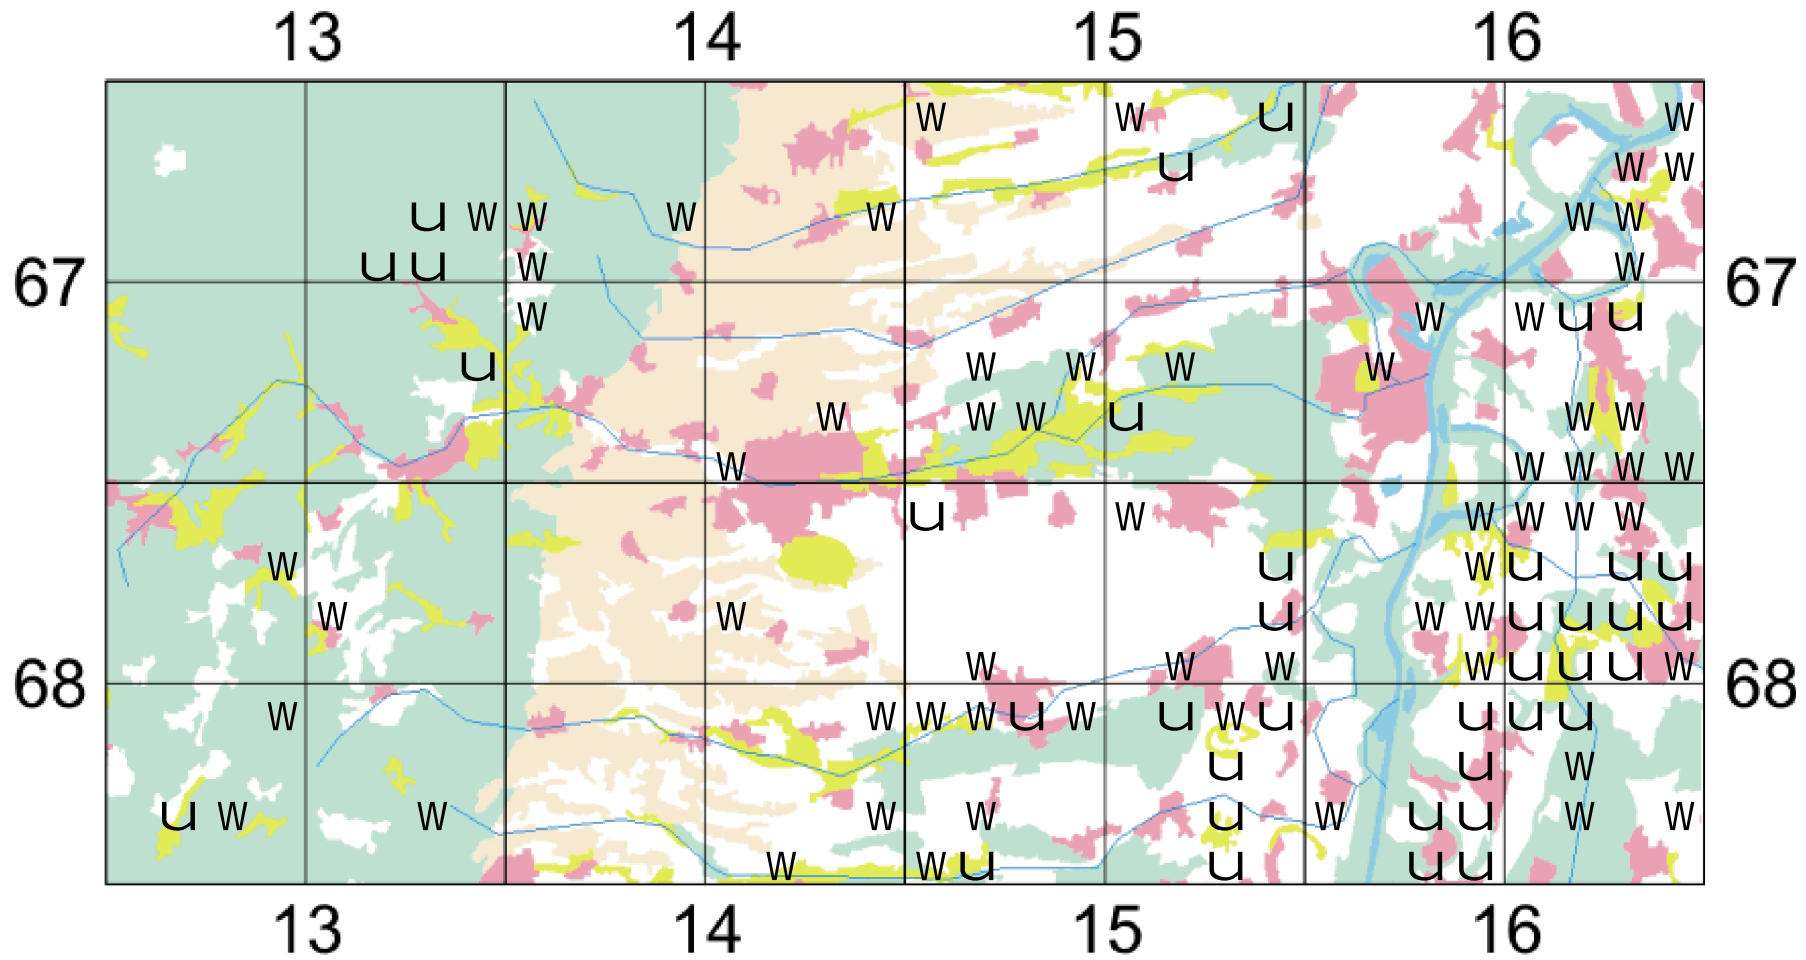 13 14 15 16
w w u w
u w w
u w w w w w w
u u w w
67 67
w w w u u
u w w w w
w w w u w w
w w w w w
u w w w w w
w u w u u u
w w u w w u u u u
w w w w u u u w
68 68
w w w w u w u w u u u u
u u w
u w w w w u w u u w w
w w u u u u
13 14 15 16